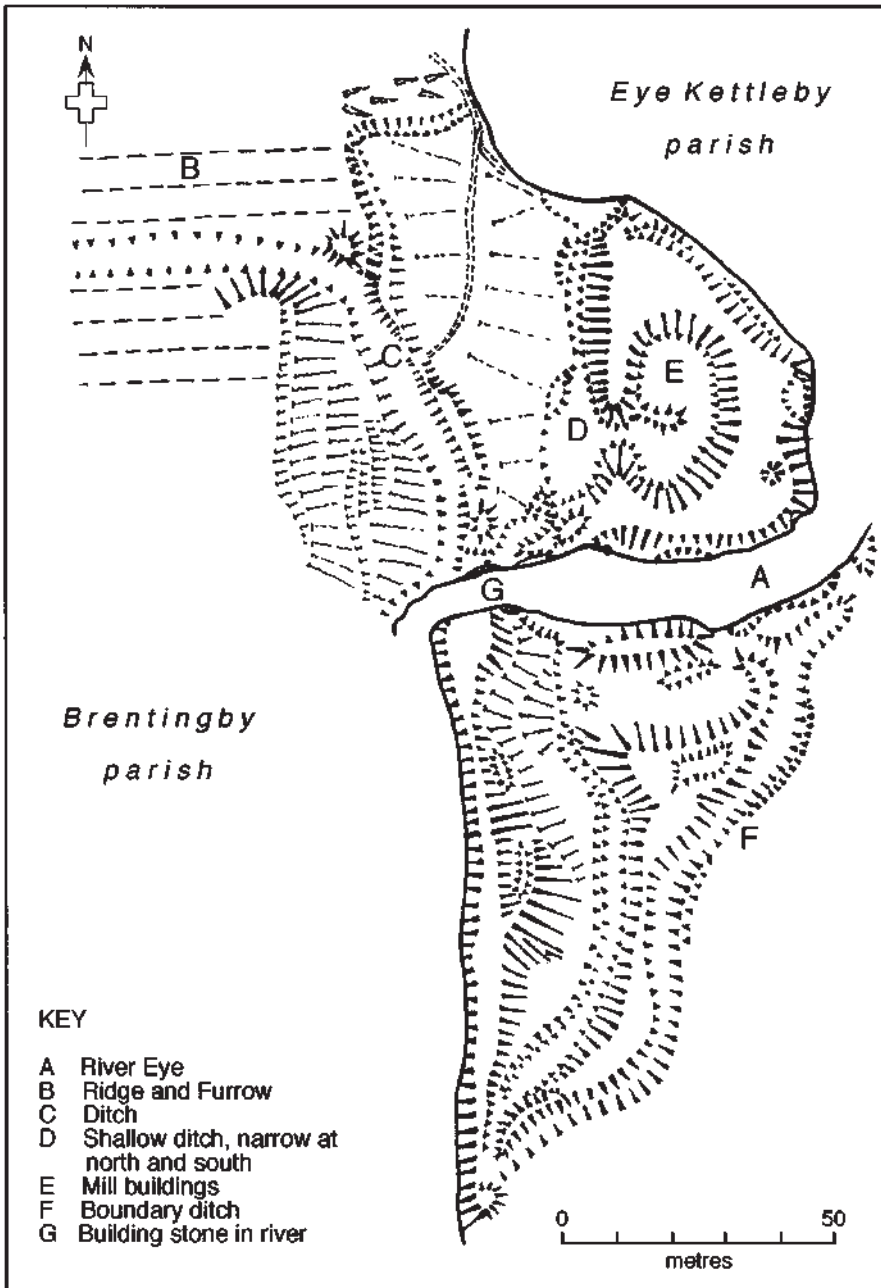 N
Eye Kettleby
parish
B
C
E
D
A
G
Brentingby
parish
F
KEY
A River Eye
B Ridge and Furrow
C Ditch
D Shallow ditch, narrow at
north and south
E Mill buildings
F Boundary ditch
G Building stone in river
0 50
metres